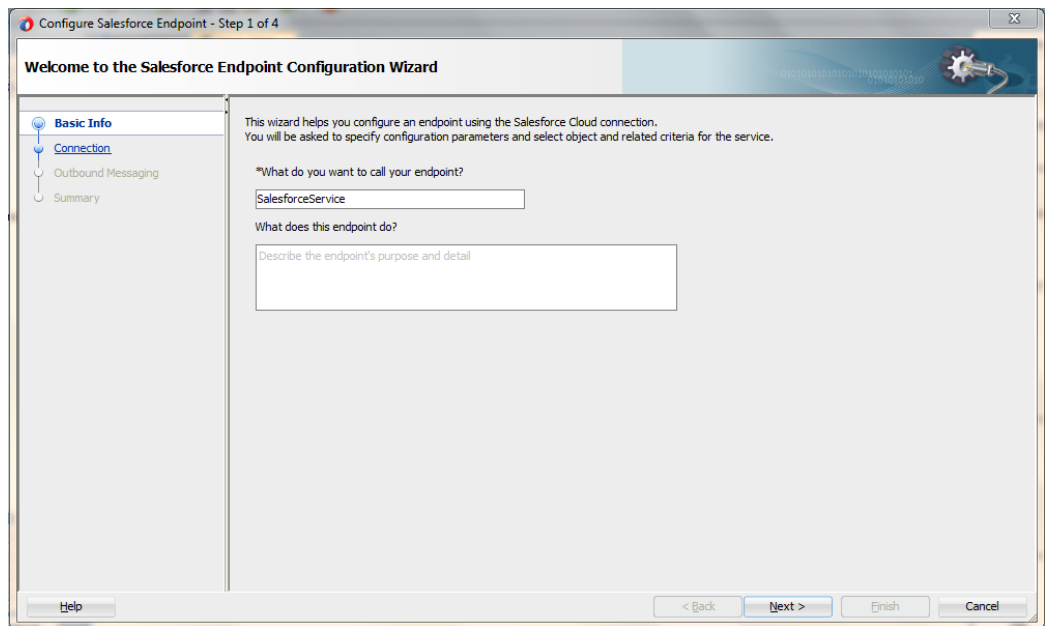 Configure Salesforce Endpoint - Step 1 of 4
Welcome to the Salesforce Endpoint Configuration Wizard
Basic Info
Connection
Outbound Messaging
Summary
This wizard helps you configure an endpoint using the Salesforce Cloud connection.
You will be asked to specify configuration parameters and select object and related criteria for the service.
*What do you want to call your endpoint?
SalesforceService
What does this endpoint do?
Describe the endpoint's purpose and detail
Help
< Back
Next >
Finish
Cancel